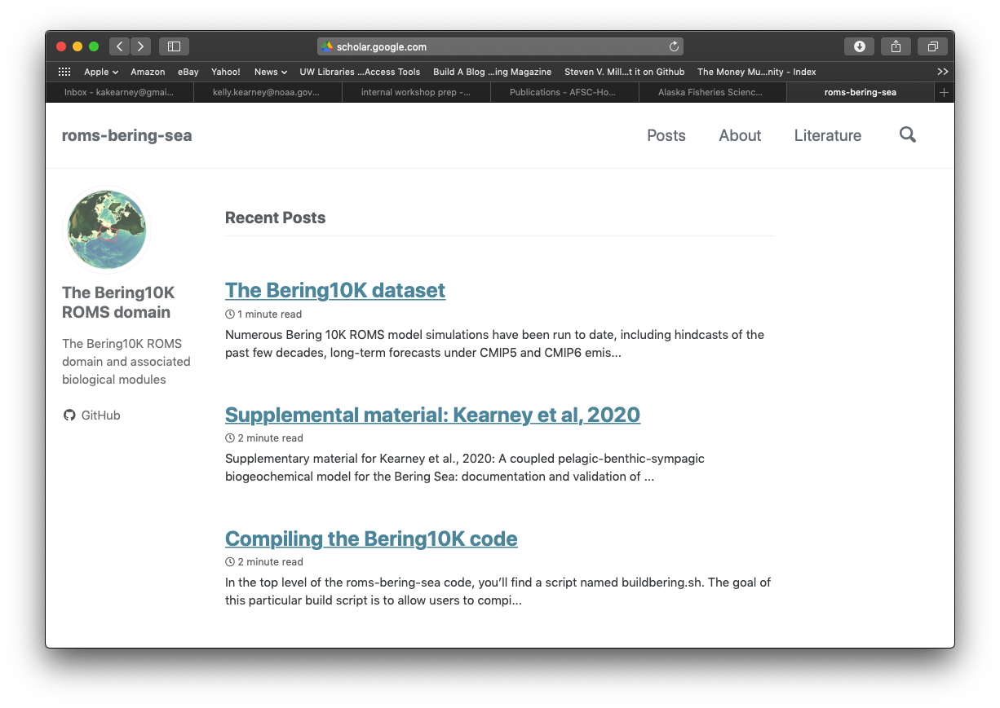 scholar.google.com
Apple Amazon eBay Yahoo! News UW Libraries ...Access Tools Build A Blog ...ing Magazine Steven V. Mill...t it on Github The Money Mu...nity - Index
Inbox - kakearney@gmai... kelly.kearney@noaa.gov... internal workshop prep -... Publications - AFSC-Ho... Alaska Fisheries Scienc... roms-bering-sea
roms-bering-sea Posts About Literature
The Bering10K
ROMS domain
The Bering10K ROMS
domain and associated
biological modules
GitHub
Recent Posts
The Bering10K dataset
1 minute read
Numerous Bering 10K ROMS model simulations have been run to date, including hindcasts of the
past few decades, long-term forecasts under CMIP5 and CMIP6 emis...
Supplemental material: Kearney et al, 2020
2 minute read
Supplementary material for Kearney et al., 2020: A coupled pelagic-benthic-sympagic
biogeochemical model for the Bering Sea: documentation and validation of ...
Compiling the Bering10K code
2 minute read
In the top level of the roms-bering-sea code, you’ll find a script named buildbering.sh. The goal of
this particular build script is to allow users to compi...